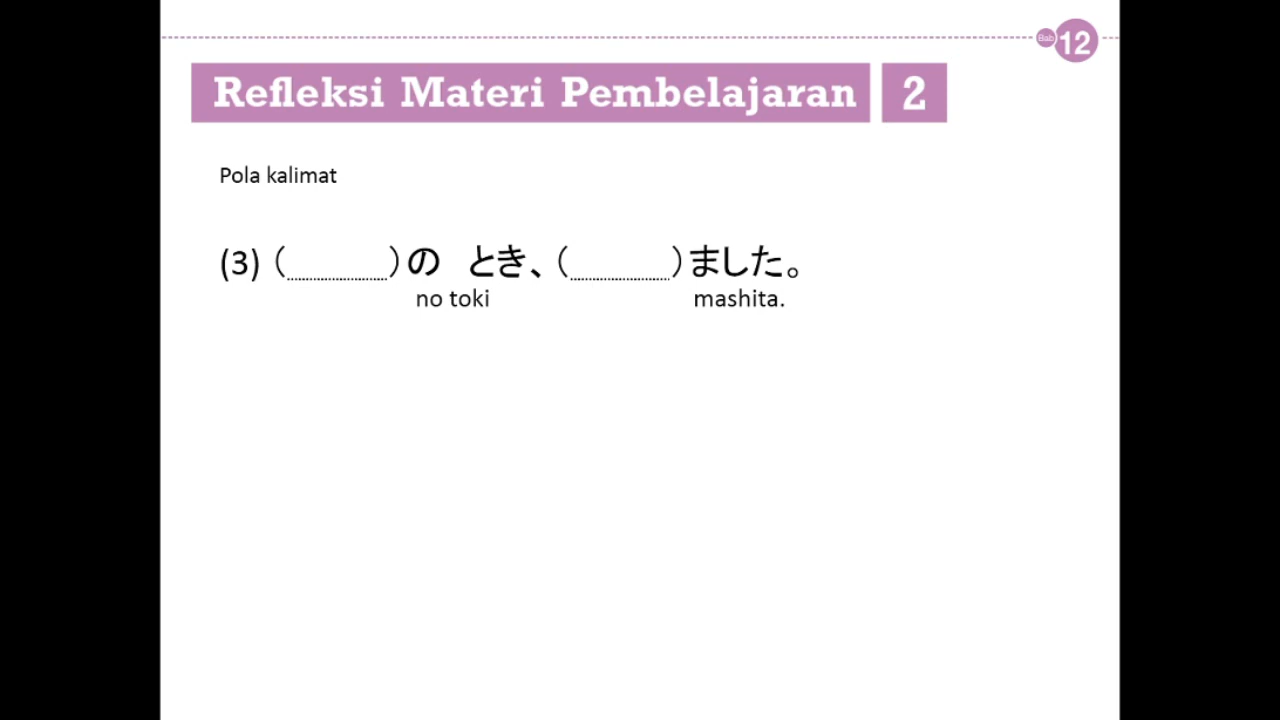 Bab 12
Refleksi Materi Pembelajaran 2
Pola kalimat
(3) (............)の とき、(............)ました。
no toki mashita.